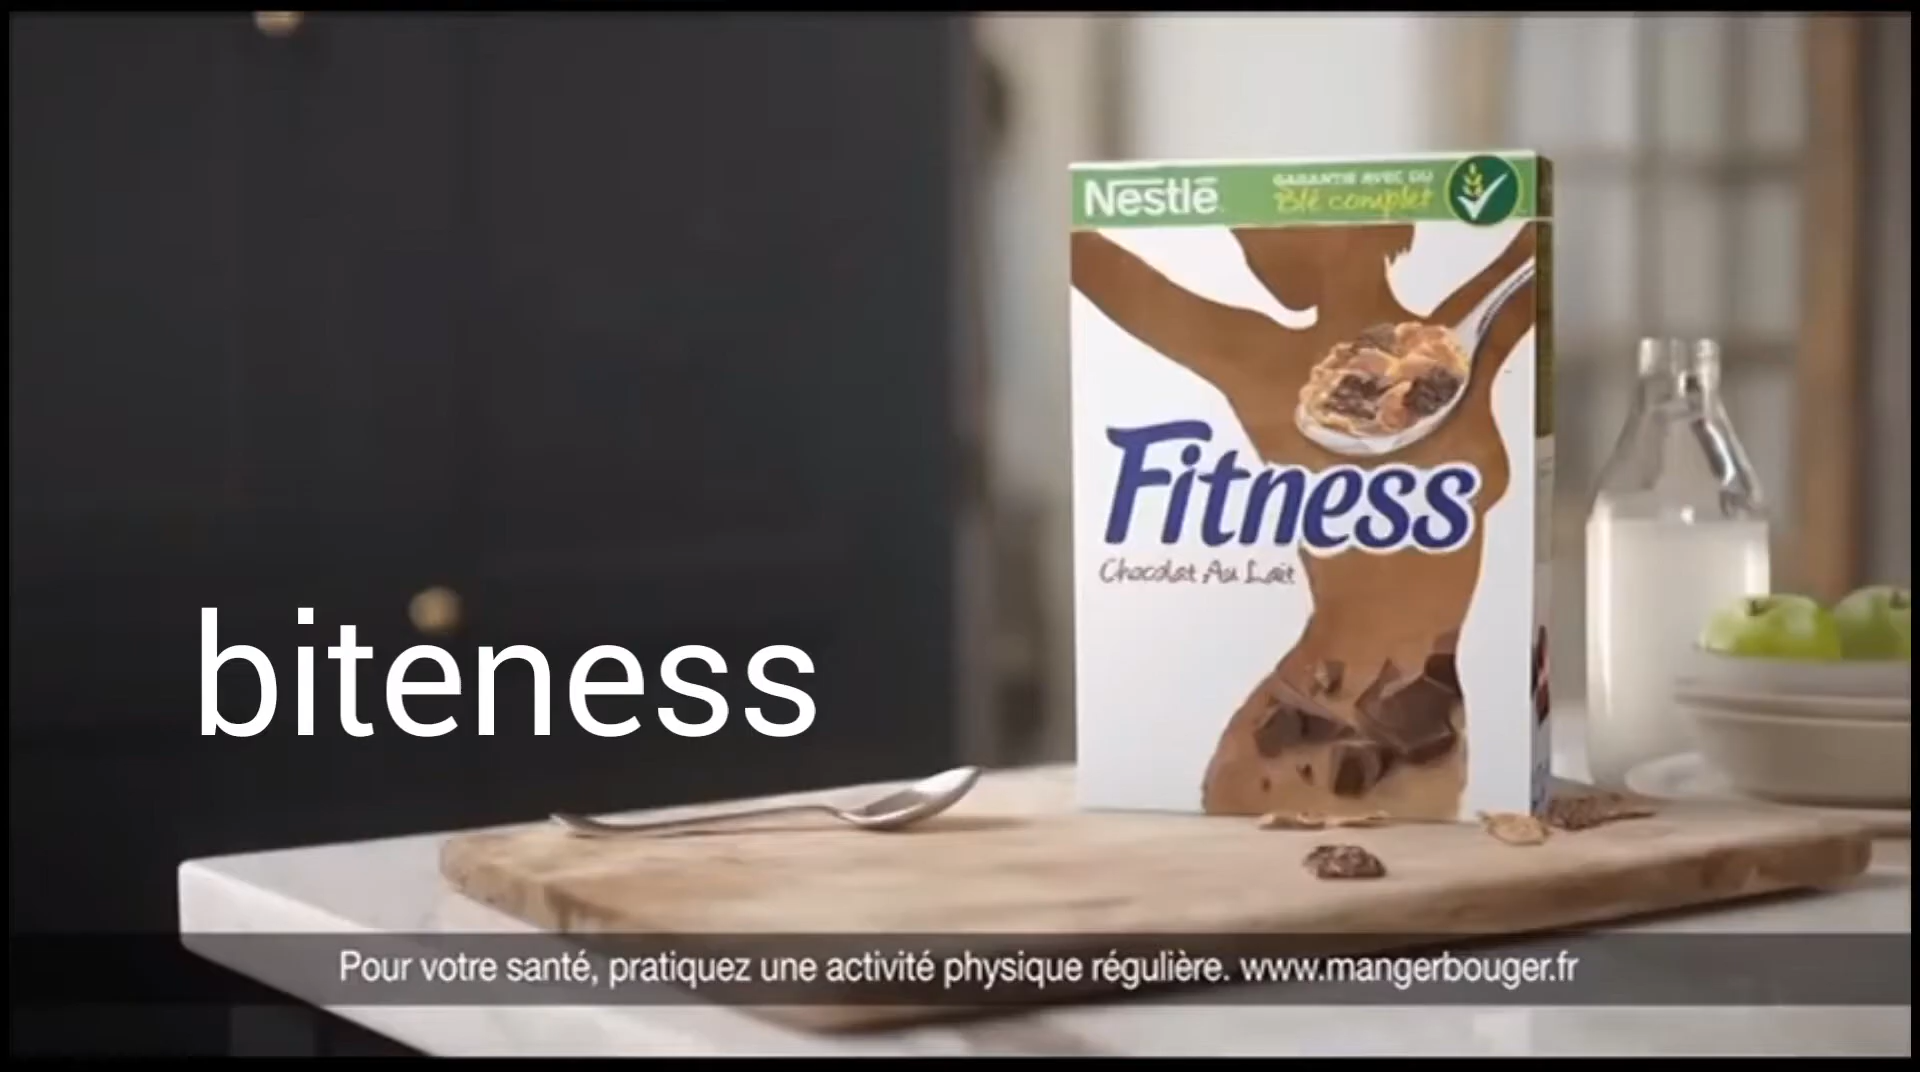 Nestlé
GARANTIE AVEC DU
Blé complet
Fitness
Chocolat Au Lait
biteness
Pour votre santé, pratiquez une activité physique régulière. www.mangerbouger.fr